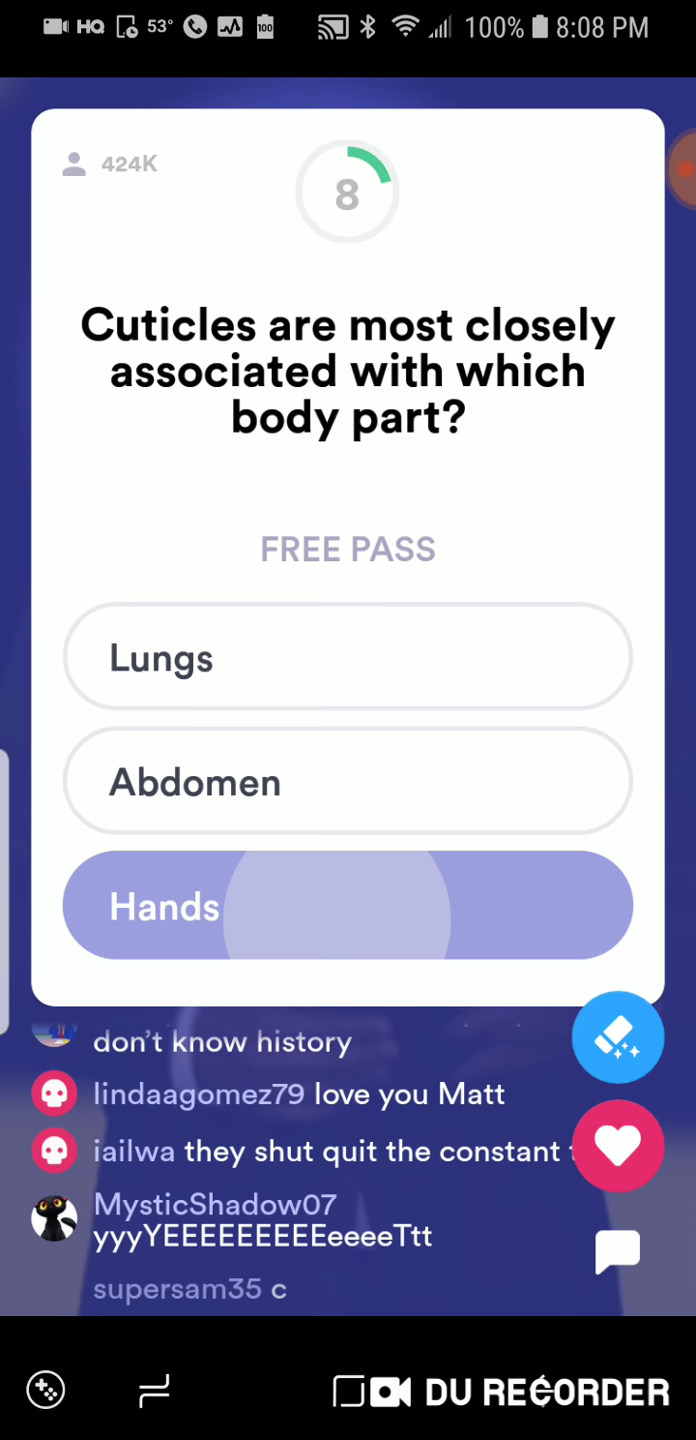 HQ 53° 100 100% 8:08 PM
424K
8
Cuticles are most closely
associated with which
body part?
FREE PASS
Lungs
Abdomen
Hands
don't know history
lindaagomez79 love you Matt
iailwa they shut quit the constant
MysticShadow07
yyyYEEEEEEEEEeeeeTtt
supersam35 c
DU RECORDER